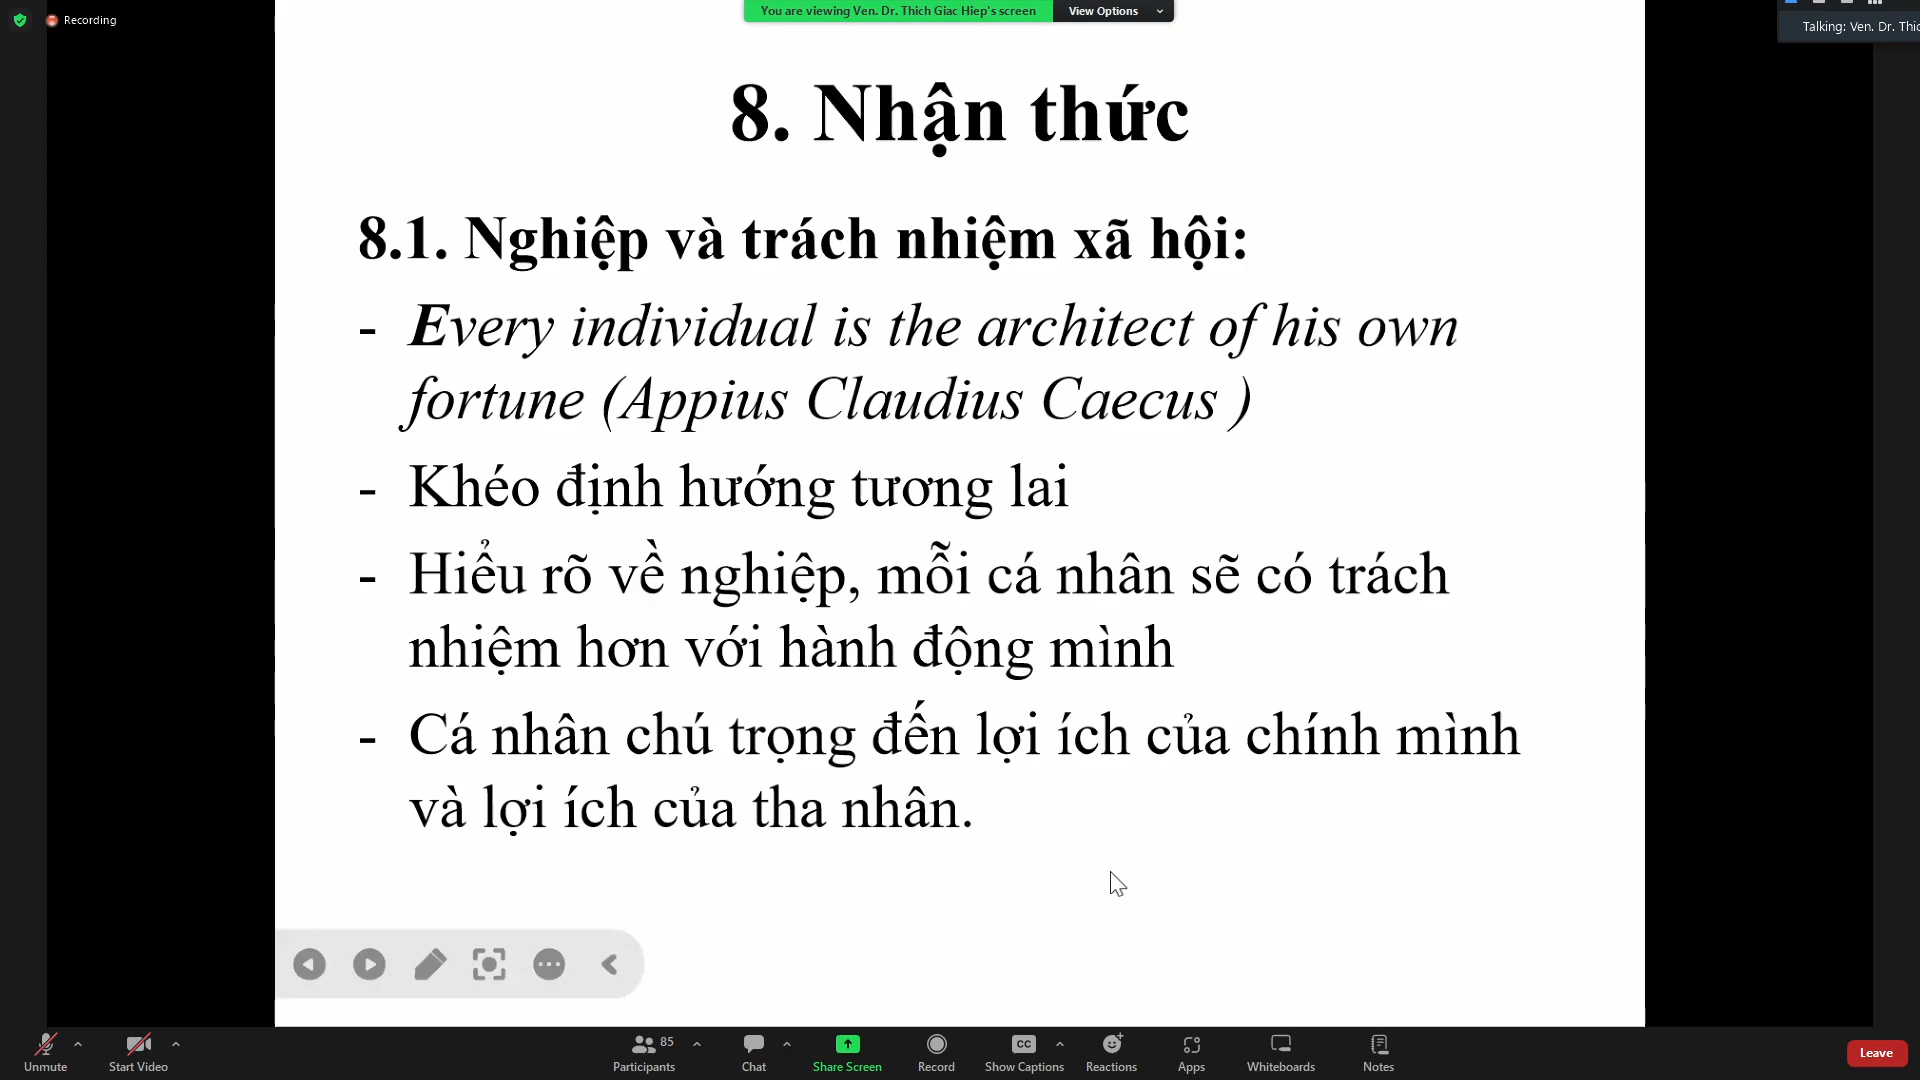 Recording
You are viewing Ven. Dr. Thich Giac Hiep's screen
View Options
Talking: Ven. Dr. Thic
8. Nhận thức
8.1. Nghiệp và trách nhiệm xã hội:
- Every individual is the architect of his own
fortune (Appius Claudius Caecus )
- Khéo định hướng tương lai
- Hiểu rõ về nghiệp, mỗi cá nhân sẽ có trách
nhiệm hơn với hành động mình
- Cá nhân chú trọng đến lợi ích của chính mình
và lợi ích của tha nhân.
Unmute
Start Video
85
Participants
Chat
Share Screen
Record
CC
Show Captions
Reactions
Apps
Whiteboards
Notes
Leave